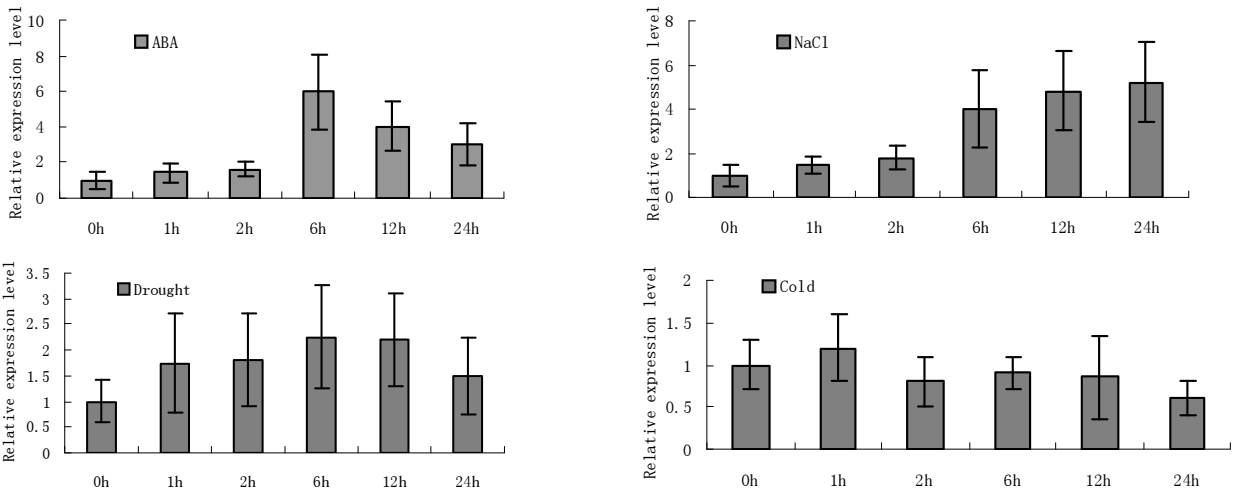 Relative expression level
10
8
6
4
2
0
ABA
0h 1h 2h 6h 12h 24h
Relative expression level
8
6
4
2
0
NaCl
0h 1h 2h 6h 12h 24h
Relative expression level
3.5
3
2.5
2
1.5
1
0.5
0
Drought
0h 1h 2h 6h 12h 24h
Relative expression level
2
1.5
1
0.5
0
Cold
0h 1h 2h 6h 12h 24h